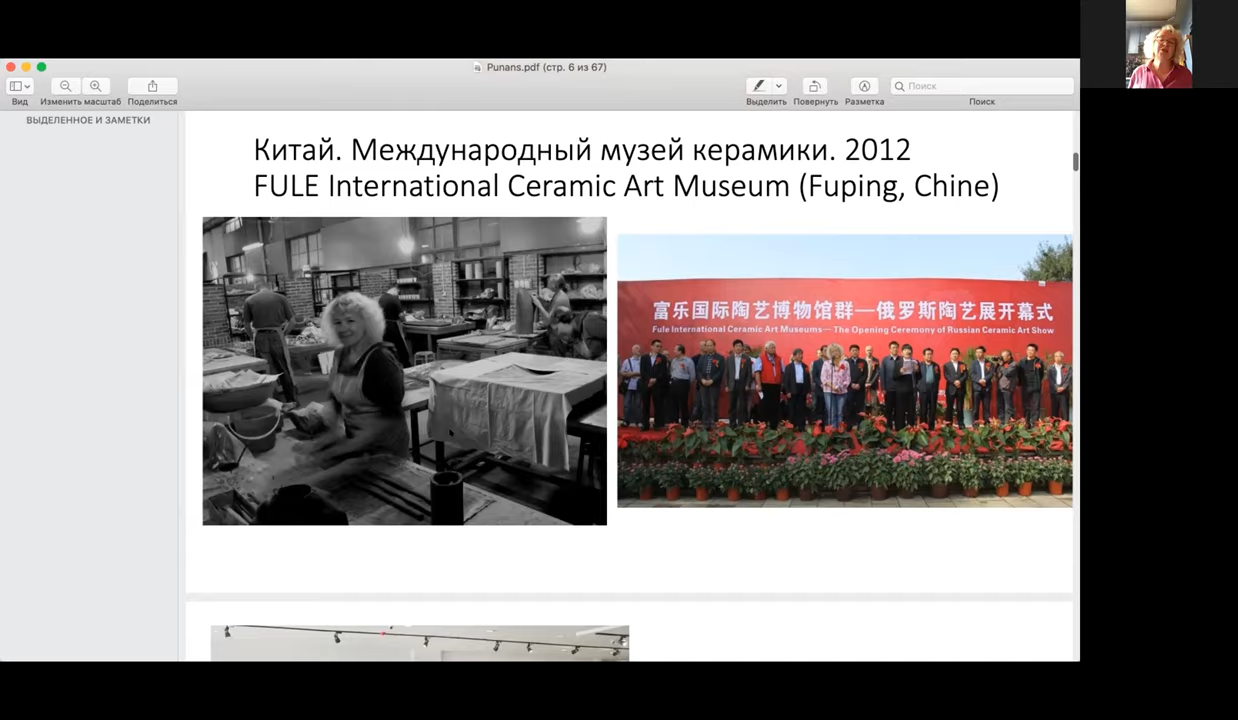 Punans.pdf (стр. 6 из 67)
Вид
Изменить масштаб
Поделиться
Выделить
Повернуть
Разметка
Поиск
Поиск
ВЫДЕЛЕННОЕ И ЗАМЕТКИ
Китай. Международный музей керамики. 2012
FULE International Ceramic Art Museum (Fuping, Chine)
富乐国际陶艺博物馆群—俄罗斯陶艺展开幕式
Fule International Ceramic Art Museums— The Opening Ceremony of Russian Ceramic Art Show